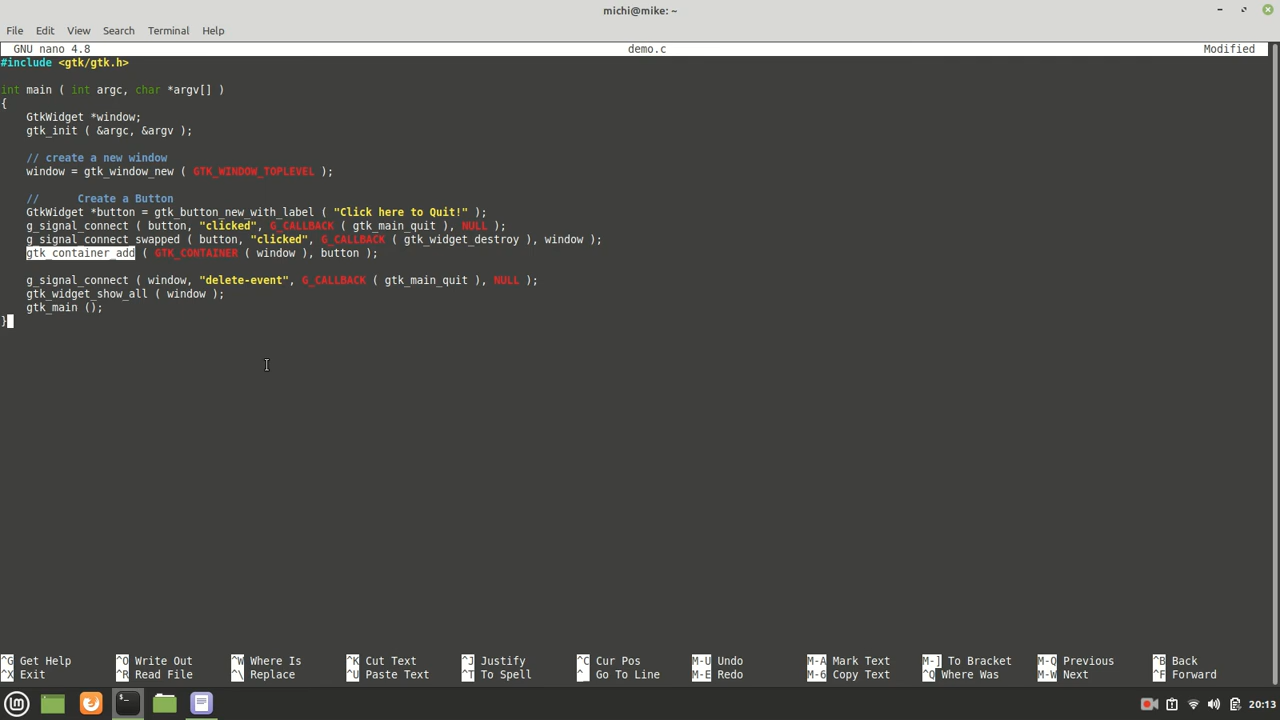 michi@mike: ~
File Edit View Search Terminal Help
GNU nano 4.8 demo.c Modified
#include <gtk/gtk.h>
int main ( int argc, char *argv[] )
{
GtkWidget *window;
gtk_init ( &argc, &argv );
// create a new window
window = gtk_window_new ( GTK_WINDOW_TOPLEVEL );
// Create a Button
GtkWidget *button = gtk_button_new_with_label ( "Click here to Quit!" );
g_signal_connect ( button, "clicked", G_CALLBACK ( gtk_main_quit ), NULL );
g_signal_connect_swapped ( button, "clicked", G_CALLBACK ( gtk_widget_destroy ), window );
gtk_container_add ( GTK_CONTAINER ( window ), button );
g_signal_connect ( window, "delete-event", G_CALLBACK ( gtk_main_quit ), NULL );
gtk_widget_show_all ( window );
gtk_main ();
}
^G Get Help ^O Write Out ^W Where Is ^K Cut Text ^J Justify ^C Cur Pos M-U Undo M-A Mark Text M-] To Bracket M-Q Previous ^B Back
^X Exit ^R Read File ^\ Replace ^U Paste Text ^T To Spell ^_ Go To Line M-E Redo M-6 Copy Text ^Q Where Was M-W Next ^F Forward
20:13